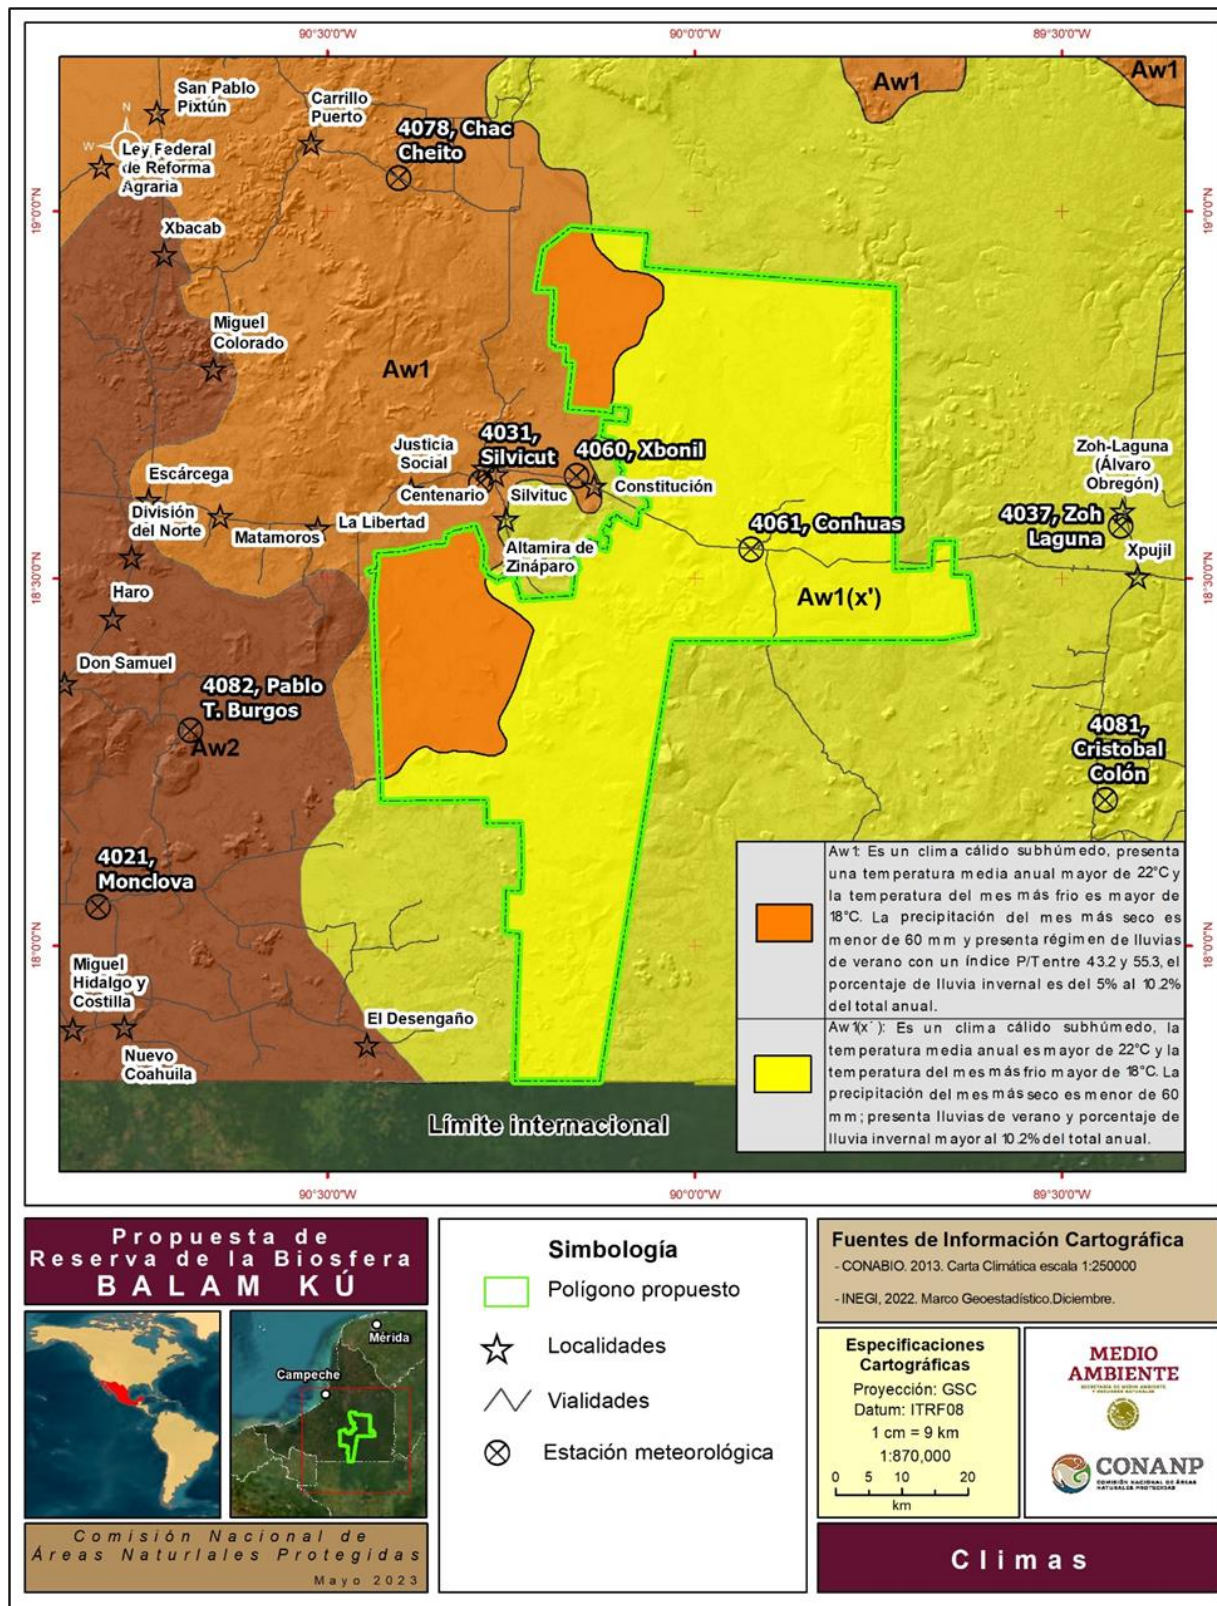 90°30'0"W
90°0'0"W
89°30'0"W
San Pablo
Pixtún
Carrillo
Puerto
4078, Chac
Cheito
Aw1
Aw1
N
W
Ley Federal
de Reforma
Agraria
19°0'0"N
19°0'0"N
Xbacab
Miguel
Colorado
Aw1
Justicia
Social
4031,
Silvicut
4060, Xbonil
Zoh-Laguna
(Álvaro
Obregón)
Escárcega
Centenario
Silvituc
Constitución
División
del Norte
Matamoros
La Libertad
4061, Conhuas
4037, Zoh
Laguna
Altamira de
Zináparo
Xpujil
18°30'0"N
18°30'0"N
Haro
Aw1(x')
Don Samuel
4082, Pablo
T. Burgos
Aw2
4081,
Cristobal
Colón
4021,
Monclova
18°0'0"N
18°0'0"N
Miguel
Hidalgo y
Costilla
El Desengaño
Nuevo
Coahuila
Límite internacional
Aw1: Es un clima cálido subhúmedo, presenta
una temperatura media anual mayor de 22°C y
la temperatura del mes más frio es mayor de
18°C. La precipitación del mes más seco es
menor de 60 mm y presenta régimen de lluvias
de verano con un índice P/T entre 43.2 y 55.3, el
porcentaje de lluvia invernal es del 5% al 10.2%
del total anual.
Aw1(x´): Es un clima cálido subhúmedo, la
temperatura media anual es mayor de 22°C y la
temperatura del mes más frio mayor de 18°C. La
precipitación del mes más seco es menor de 60
mm; presenta lluvias de verano y porcentaje de
lluvia invernal mayor al 10.2% del total anual.
90°30'0"W
90°0'0"W
89°30'0"W
Propuesta de
Reserva de la Biosfera
BALAM KÚ
Mérida
Campeche
Comisión Nacional de
Áreas Naturlales Protegidas
Mayo 2023
Simbología
Polígono propuesto
Localidades
Vialidades
Estación meteorológica
Fuentes de Información Cartográfica
- CONABIO. 2013. Carta Climática escala 1:250000
- INEGI, 2022. Marco Geoestadístico.Diciembre.
Especificaciones
Cartográficas
Proyección: GSC
Datum: ITRF08
1 cm = 9 km
1:870,000
0 5 10 20
km
MEDIO
AMBIENTE
SECRETARÍA DE MEDIO AMBIENTE
Y RECURSOS NATURALES
CONANP
COMISIÓN NACIONAL DE ÁREAS
NATURALES PROTEGIDAS
Climas